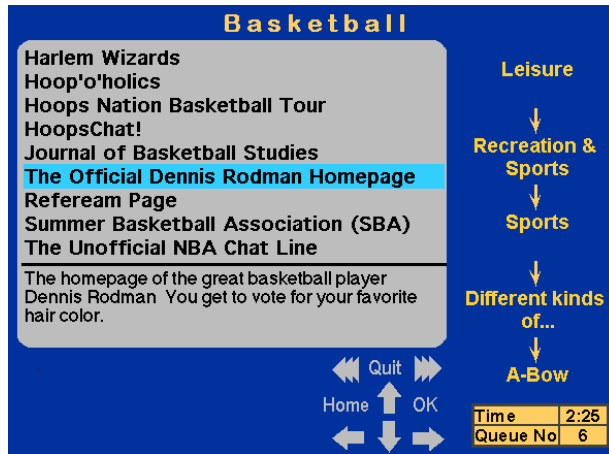 Basketball
Harlem Wizards
Hoop'o'holics
Hoops Nation Basketball Tour
HoopsChat!
Journal of Basketball Studies
The Official Dennis Rodman Homepage
Refeream Page
Summer Basketball Association (SBA)
The Unofficial NBA Chat Line
The homepage of the great basketball player
Dennis Rodman You get to vote for your favorite
hair color.
Leisure
Recreation &
Sports
Sports
Different kinds
of...
A-Bow
Quit
Home OK
Time 2:25
Queue No 6